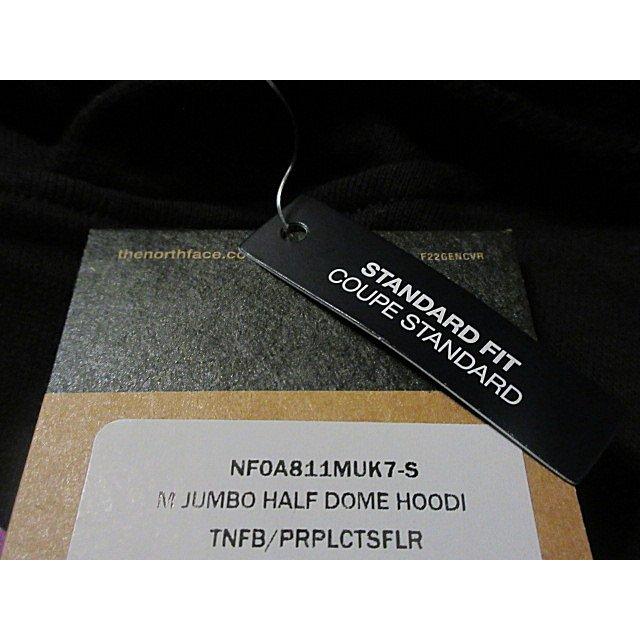 thenorthface.co
F22GENCVR
STANDARD FIT
COUPE STANDARD
NF0A811MUK7-S
M JUMBO HALF DOME HOODI
TNFB/PRPLCTSFLR